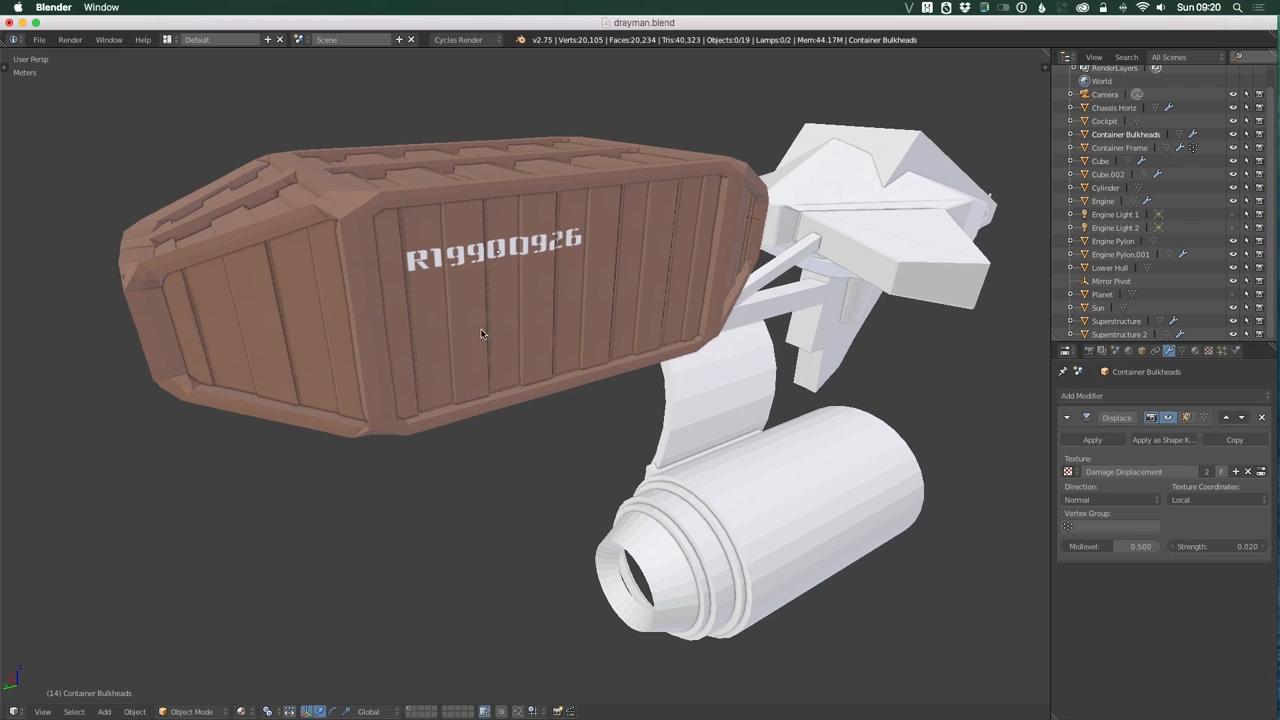 Blender Window Sun 09:20
drayman.blend
File Render Window Help Default Scene Cycles Render v2.75 | Verts:20,105 | Faces:20,234 | Tris:40,323 | Objects:0/19 | Lamps:0/2 | Mem:44.17M | Container Bulkheads
View Search All Scenes
User Persp
Meters
RenderLayers
World
Camera
Chassis Horiz
Cockpit
Container Bulkheads
Container Frame
Cube
Cube.002
Cylinder
Engine
Engine Light 1
Engine Light 2
Engine Pylon
Engine Pylon.001
Lower Hull
Mirror Pivot
Planet
Sun
Superstructure
Superstructure 2
R19900926
Container Bulkheads
Add Modifier
Displace
Apply Apply as Shape K... Copy
Texture:
Damage Displacement 2 F
Direction: Texture Coordinates:
Normal Local
Vertex Group:
Midlevel: 0.500 Strength: 0.020
(14) Container Bulkheads
View Select Add Object Object Mode Global